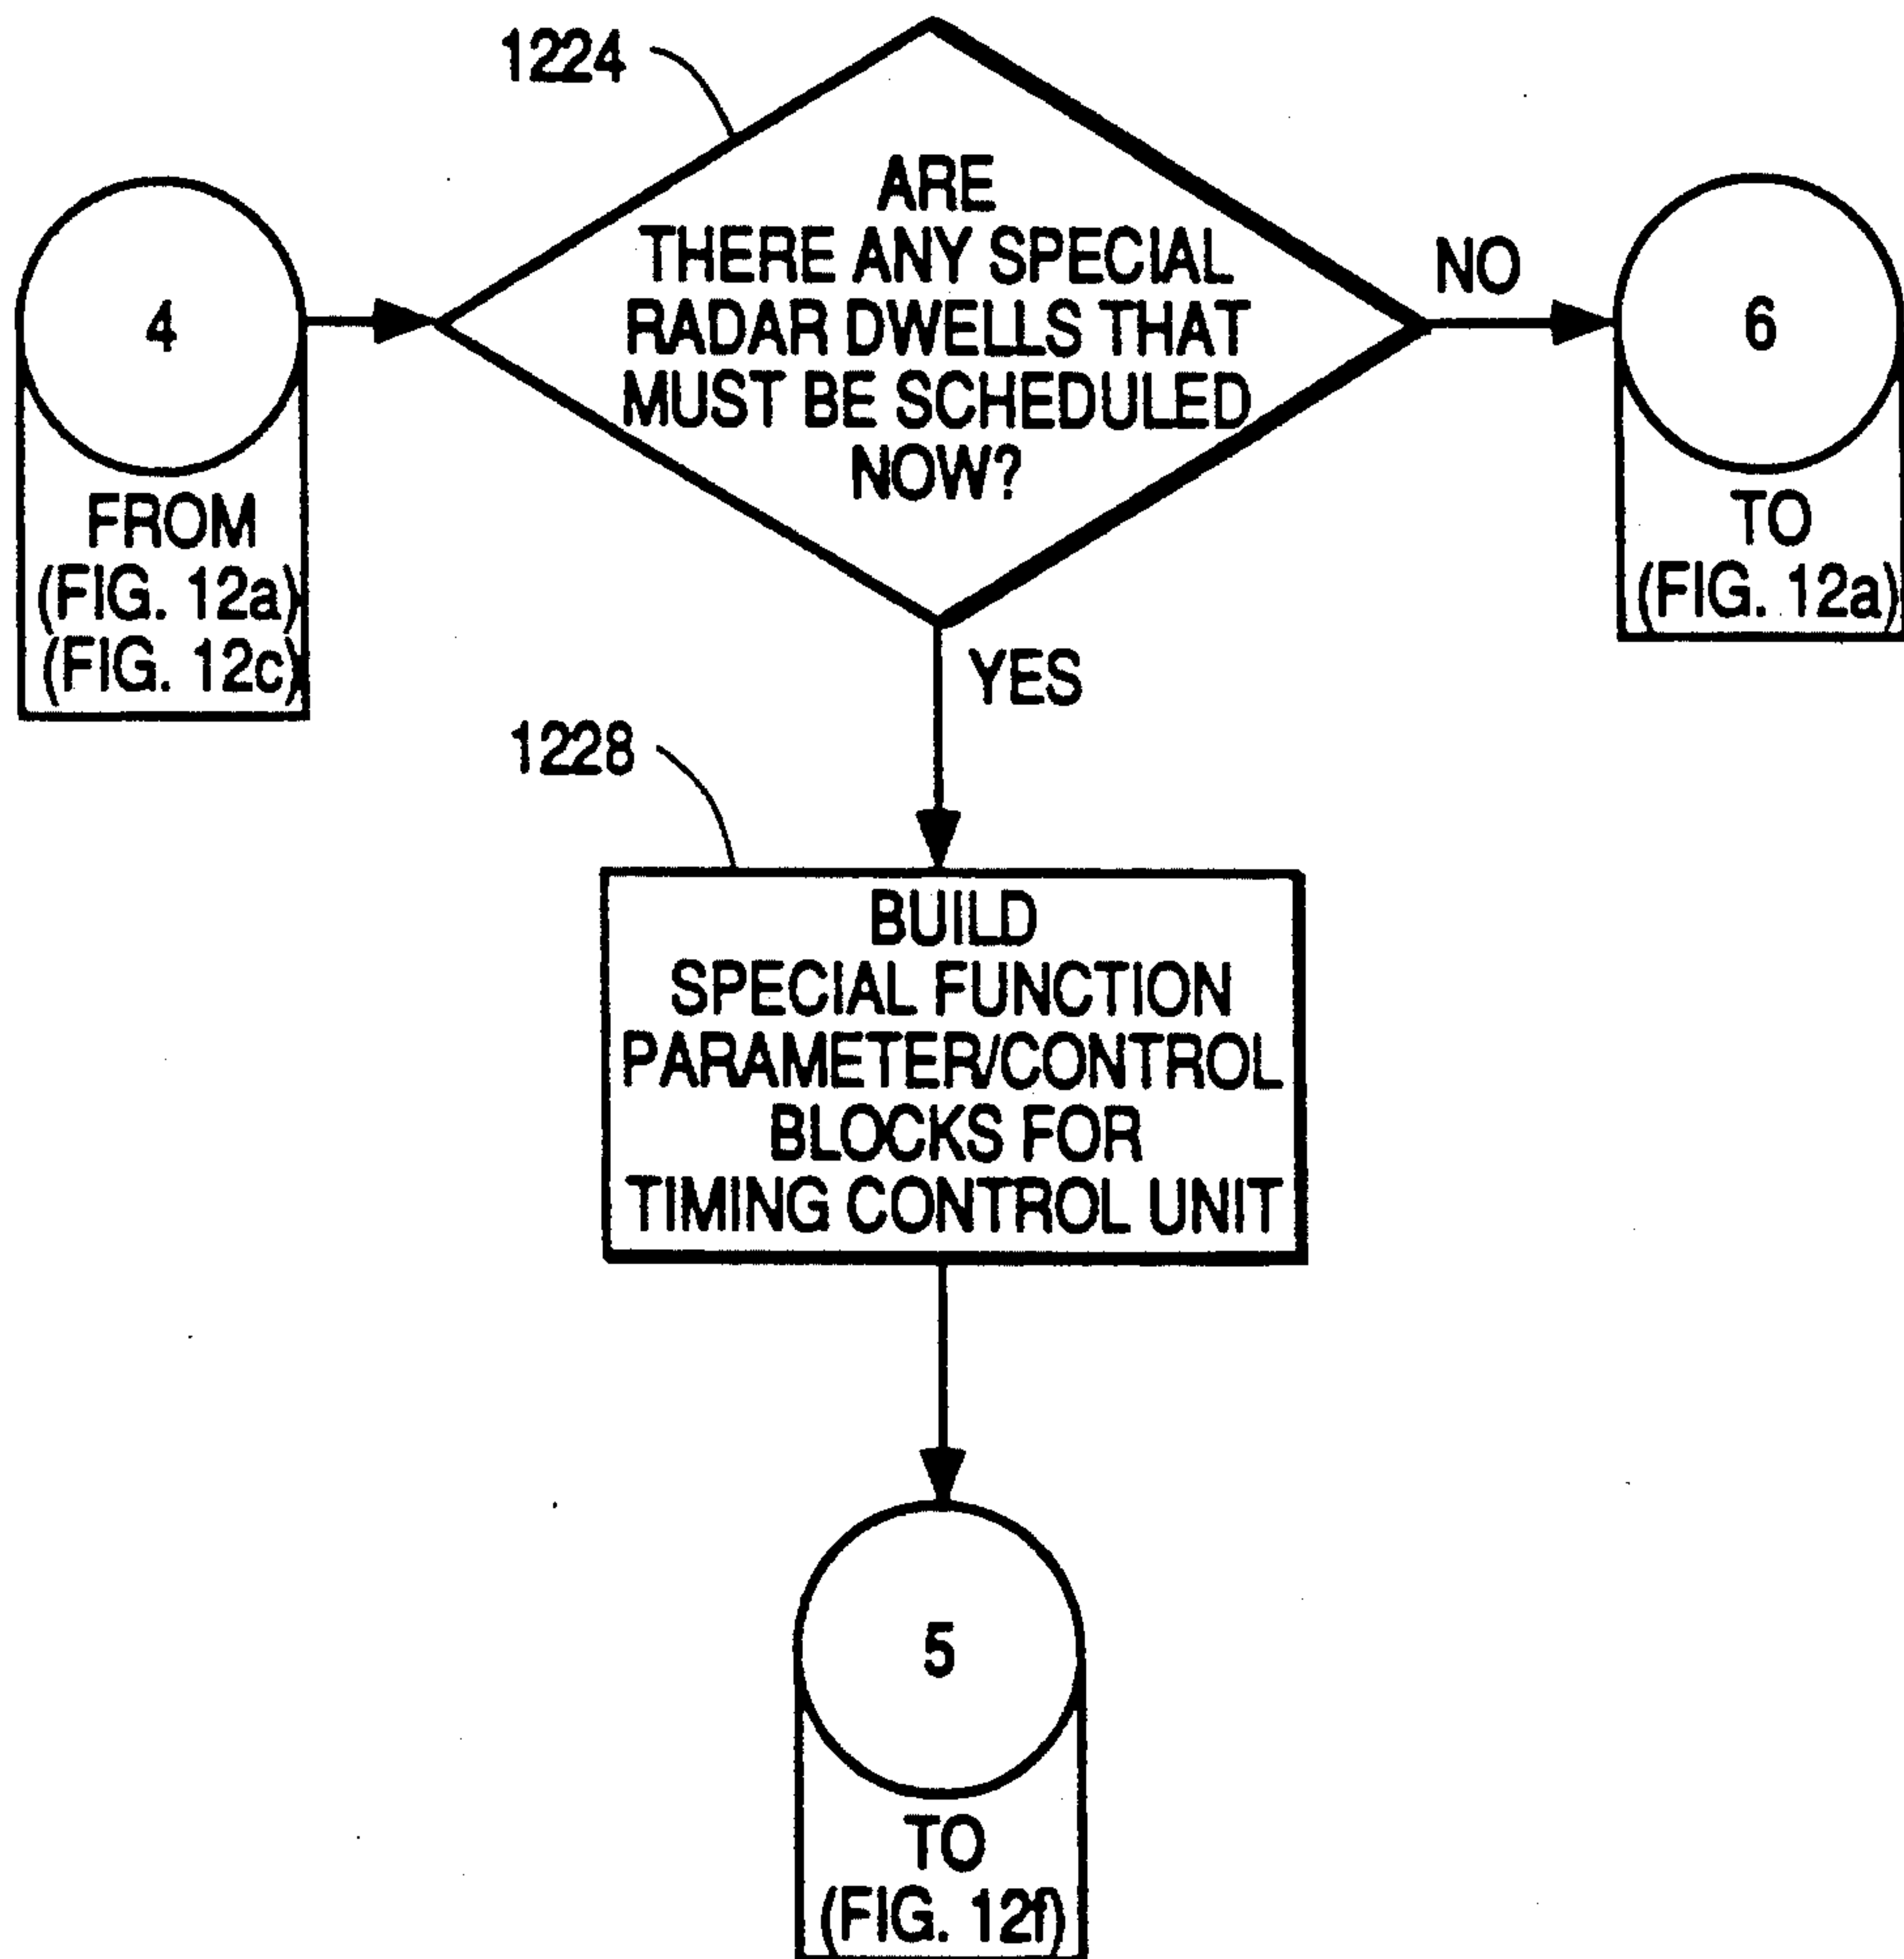 1224
ARE
THERE ANY SPECIAL
RADAR DWELLS THAT
MUST BE SCHEDULED
NOW?
4
FROM
(FIG. 12a)
(FIG. 12c)
NO
6
TO
(FIG. 12a)
YES
1228
BUILD
SPECIAL FUNCTION
PARAMETER/CONTROL
BLOCKS FOR
TIMING CONTROL UNIT
5
TO
(FIG. 12f)